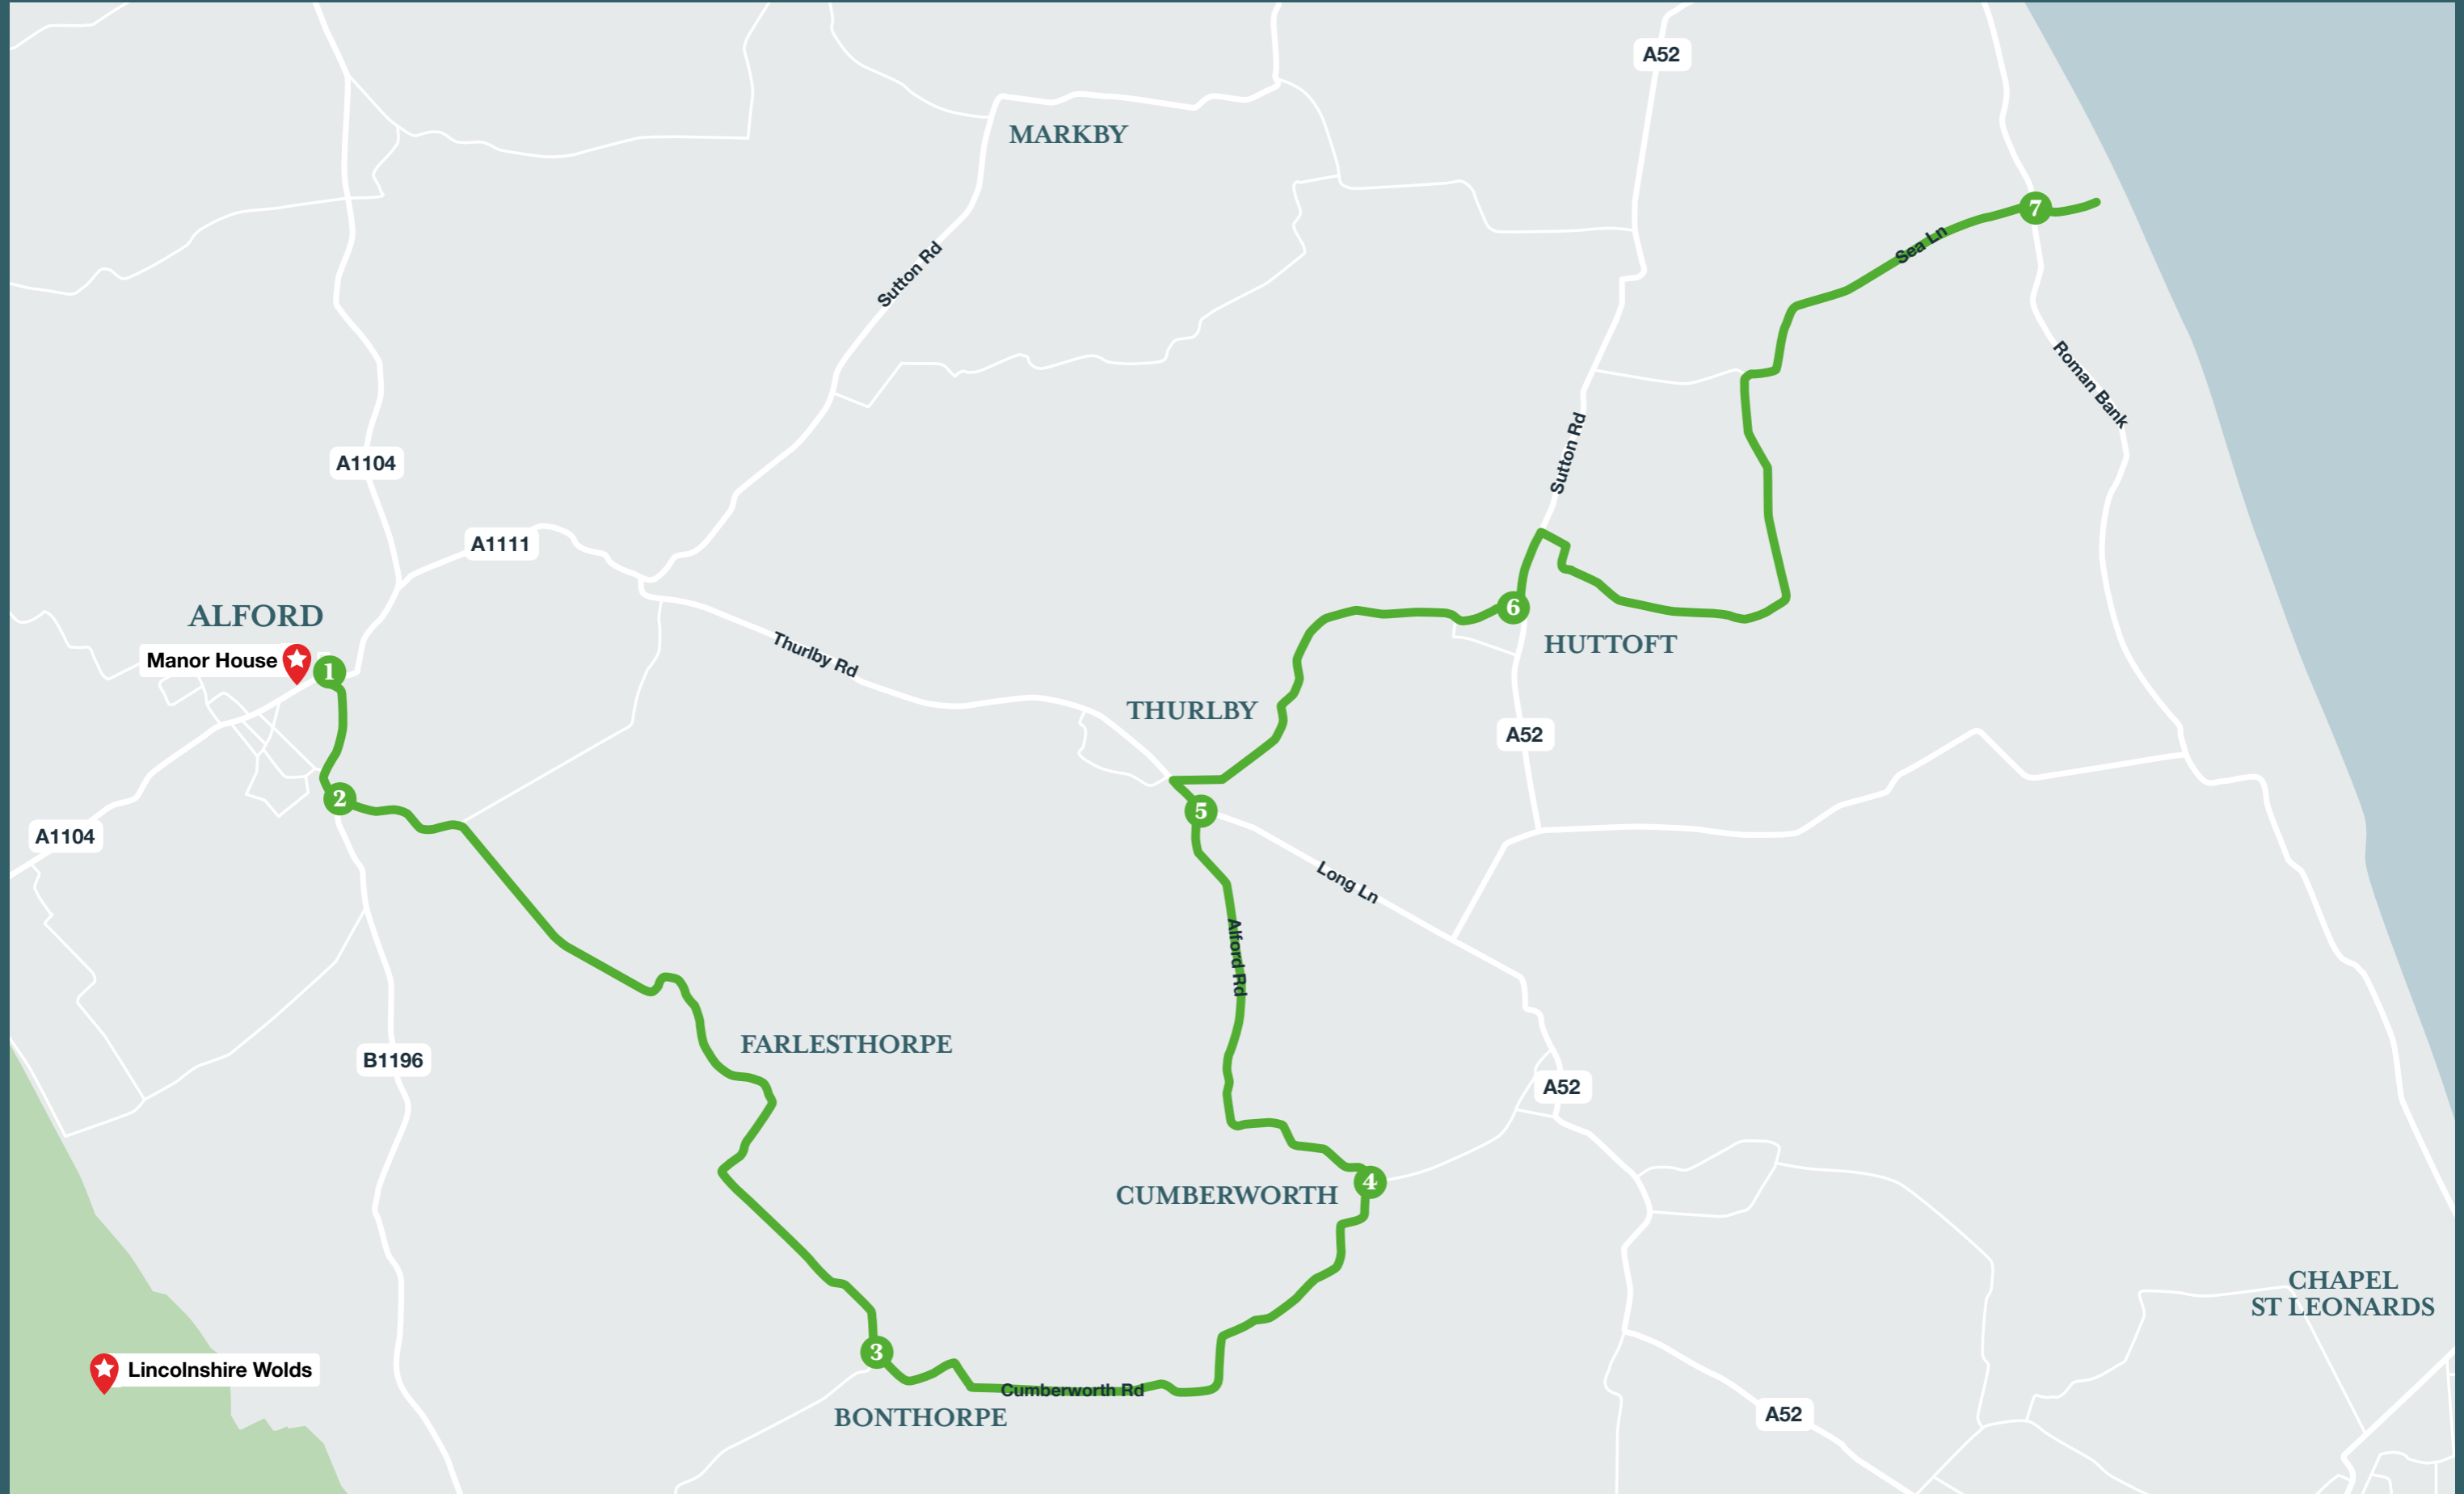 A52
MARKBY
7
Sea Ln
Sutton Rd
Roman Bank
A1104
Sutton Rd
A1111
ALFORD
6
Manor House
1
HUTTOFT
Thurlby Rd
THURLBY
A52
2
5
A1104
Long Ln
Alford Rd
FARLESTHORPE
B1196
A52
4
CUMBERWORTH
CHAPEL
ST LEONARDS
3
Lincolnshire Wolds
Cumberworth Rd
BONTHORPE
A52